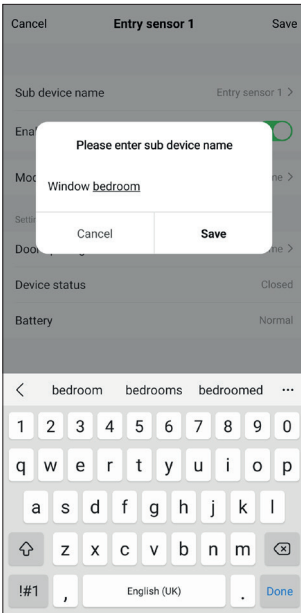 Cancel Entry sensor 1 Save
Sub device name Entry sensor 1 >
Please enter sub device name
Window bedroom
Cancel Save
Device status Closed
Battery Normal
< bedroom bedrooms bedroomed ...
1 2 3 4 5 6 7 8 9 0
q w e r t y u i o p
a s d f g h j k l
z x c v b n m
!#1 , English (UK) . Done